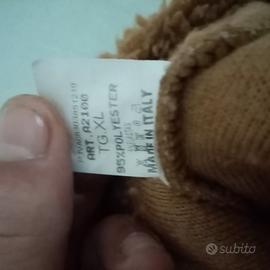 ART. A2100
TG. XL
95%POLYESTER
MADE IN ITALY
subito